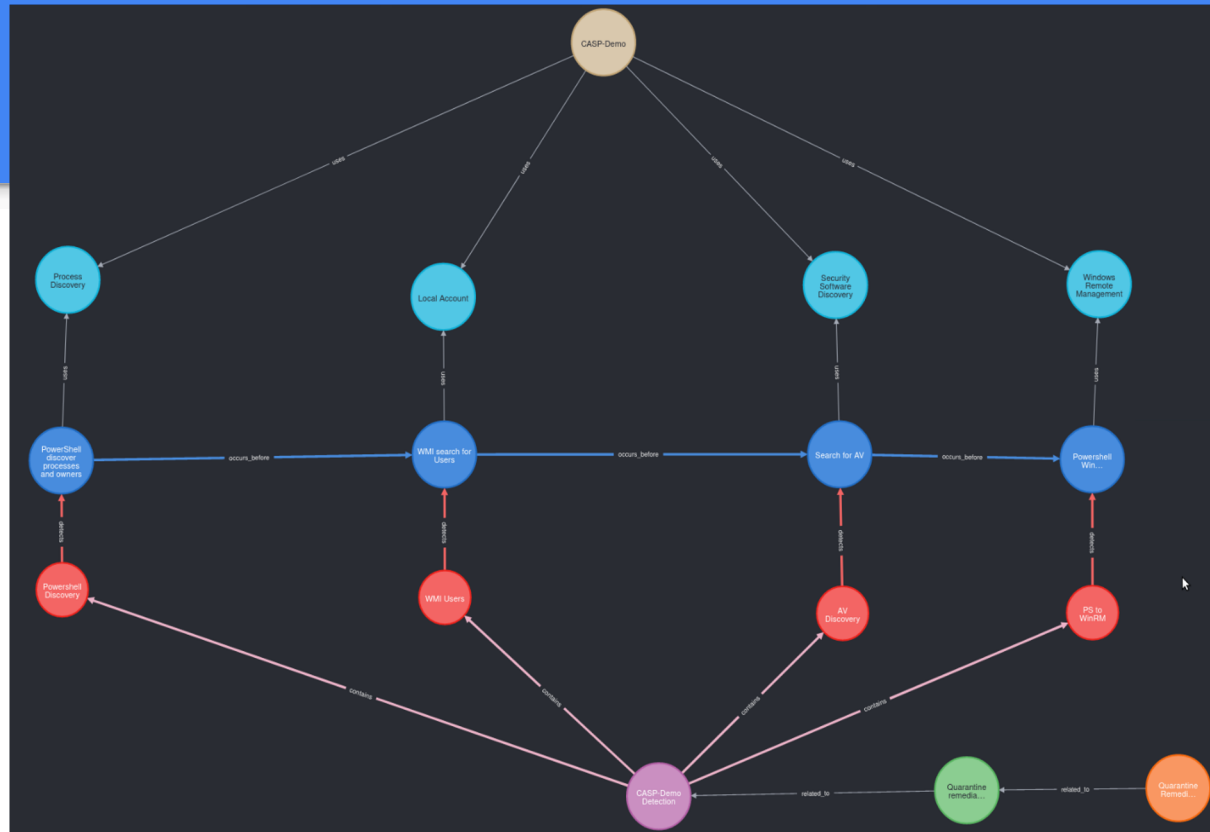 CASP-Demo
uses
uses
uses
uses
Process
Discovery
Local Account
Security
Software
Discovery
Windows
Remote
Management
uses
uses
uses
uses
PowerShell
discover
processes
and owners
occurs_before
WMI search for
Users
occurs_before
Search for AV
occurs_before
Powershell
Win...
detects
detects
detects
detects
Powershell
Discovery
WMI Users
AV
Discovery
PS to
WinRM
contains
contains
contains
contains
CASP-Demo
Detection
related_to
Quarantine
remedia...
related_to
Quarantine
Remedi...